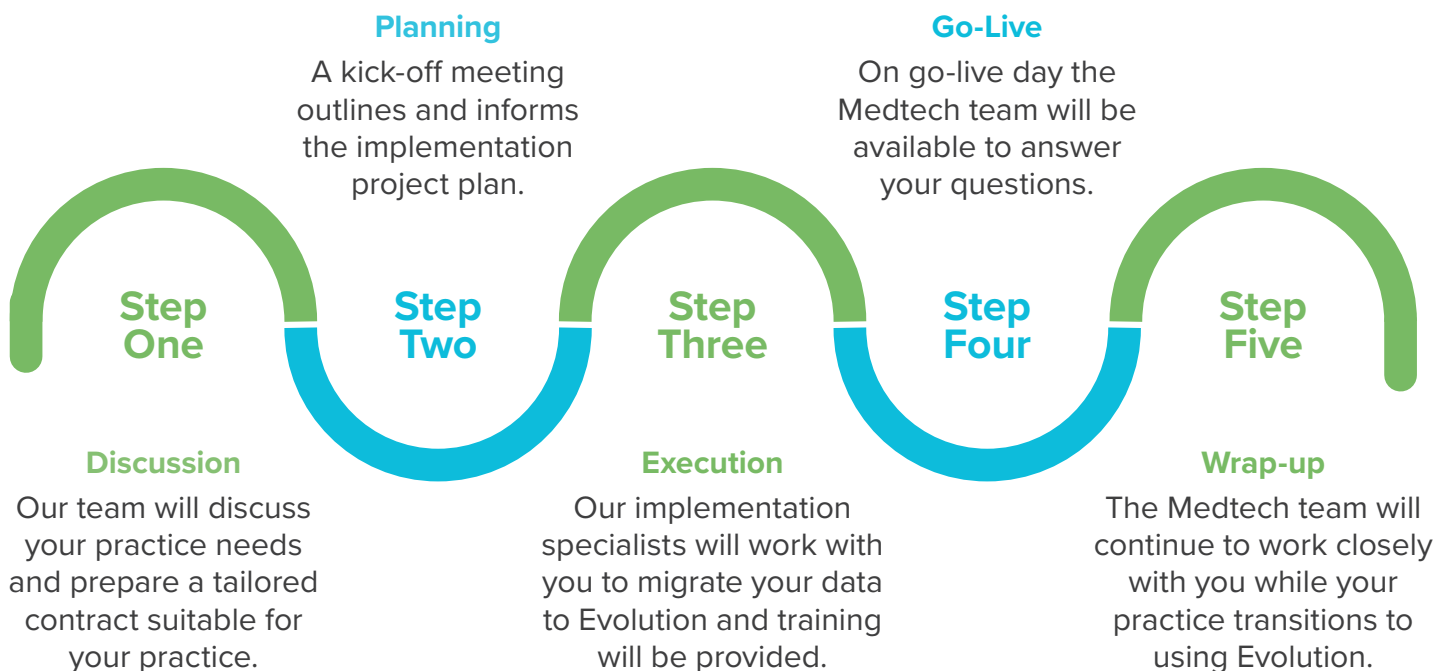 Planning
A kick-off meeting
outlines and informs
the implementation
project plan.
Go-Live
On go-live day the
Medtech team will be
available to answer
your questions.
Step
One
Step
Two
Step
Three
Step
Four
Step
Five
Discussion
Our team will discuss
your practice needs
and prepare a tailored
contract suitable for
your practice.
Execution
Our implementation
specialists will work with
you to migrate your data
to Evolution and training
will be provided.
Wrap-up
The Medtech team will
continue to work closely
with you while your
practice transitions to
using Evolution.